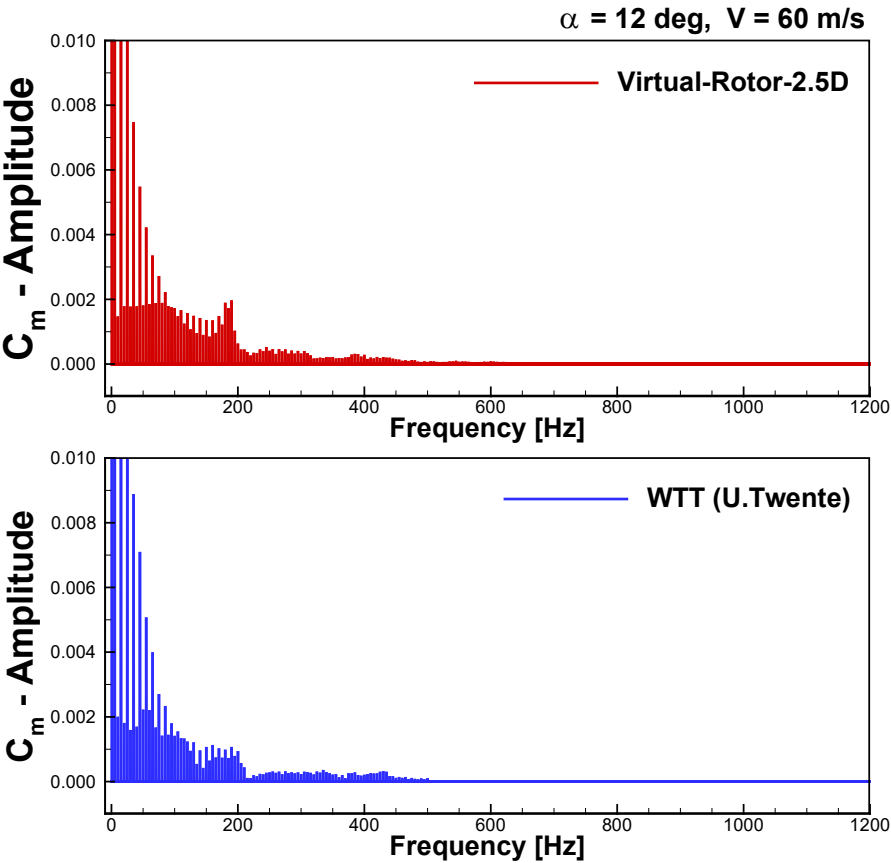 α = 12 deg, V = 60 m/s
0.010
Virtual-Rotor-2.5D
0.008
0.006
0.004
0.002
0.000
Cm - Amplitude
0 200 400 600 800 1000 1200
Frequency [Hz]
0.010
WTT (U.Twente)
0.008
0.006
0.004
0.002
0.000
Cm - Amplitude
0 200 400 600 800 1000 1200
Frequency [Hz]